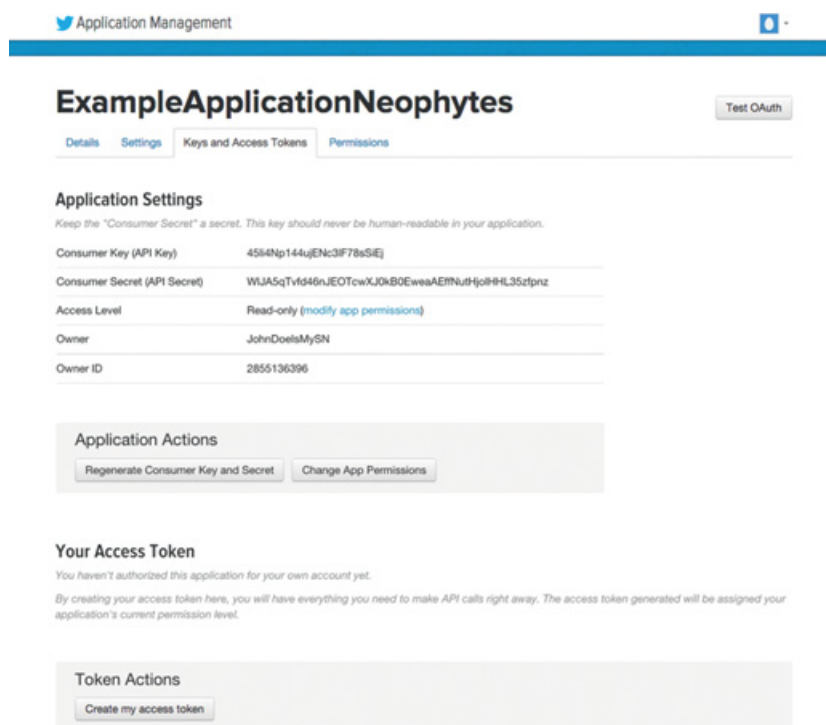 Application Management
ExampleApplicationNeophytes
Test OAuth
Details Settings Keys and Access Tokens Permissions
Application Settings
Keep the "Consumer Secret" a secret. This key should never be human-readable in your application.
Consumer Key (API Key) 45li4Np144ujENc3lF78sSiEj
Consumer Secret (API Secret) WlJA5qTvfd46nJEOTcwXJ0kB0EweaAEffNutHjolHHL35zfpnz
Access Level Read-only (modify app permissions)
Owner JohnDoeIsMySN
Owner ID 2855136396
Application Actions
Regenerate Consumer Key and Secret Change App Permissions
Your Access Token
You haven't authorized this application for your own account yet.
By creating your access token here, you will have everything you need to make API calls right away. The access token generated will be assigned your
application's current permission level.
Token Actions
Create my access token